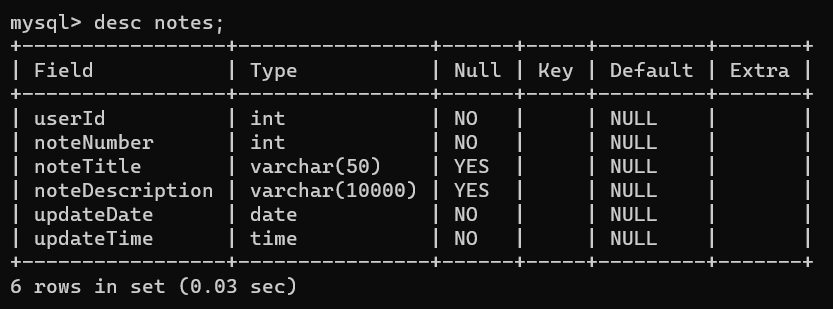 mysql> desc notes;
+-----------------+----------------+------+-----+---------+-------+
| Field           | Type           | Null | Key | Default | Extra |
+-----------------+----------------+------+-----+---------+-------+
| userId          | int            | NO   |     | NULL    |       |
| noteNumber      | int            | NO   |     | NULL    |       |
| noteTitle       | varchar(50)    | YES  |     | NULL    |       |
| noteDescription | varchar(10000) | YES  |     | NULL    |       |
| updateDate      | date           | NO   |     | NULL    |       |
| updateTime      | time           | NO   |     | NULL    |       |
+-----------------+----------------+------+-----+---------+-------+
6 rows in set (0.03 sec)